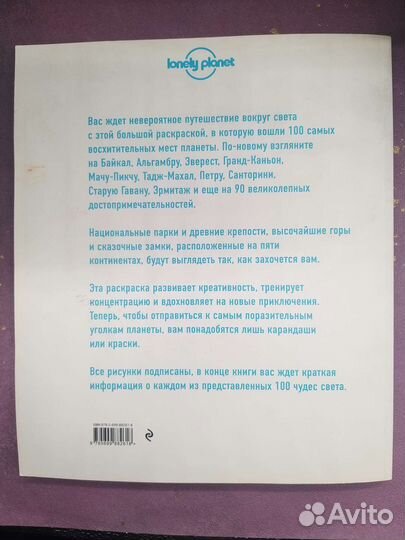 lonely planet
Вас ждет невероятное путешествие вокруг света
с этой большой раскраской, в которую вошли 100 самых
восхитительных мест планеты. По-новому взгляните
на Байкал, Альгамбру, Эверест, Гранд-Каньон,
Мачу-Пикчу, Тадж-Махал, Петру, Санторини,
Старую Гавану, Эрмитаж и еще на 90 великолепных
достопримечательностей.
Национальные парки и древние крепости, высочайшие горы
и сказочные замки, расположенные на пяти
континентах, будут выглядеть так, как захочется вам.
Эта раскраска развивает креативность, тренирует
концентрацию и вдохновляет на новые приключения.
Теперь, чтобы отправиться к самым поразительным
уголкам планеты, вам понадобятся лишь карандаши
или краски.
Все рисунки подписаны, в конце книги вас ждет краткая
информация о каждом из представленных 100 чудес света.
Avito